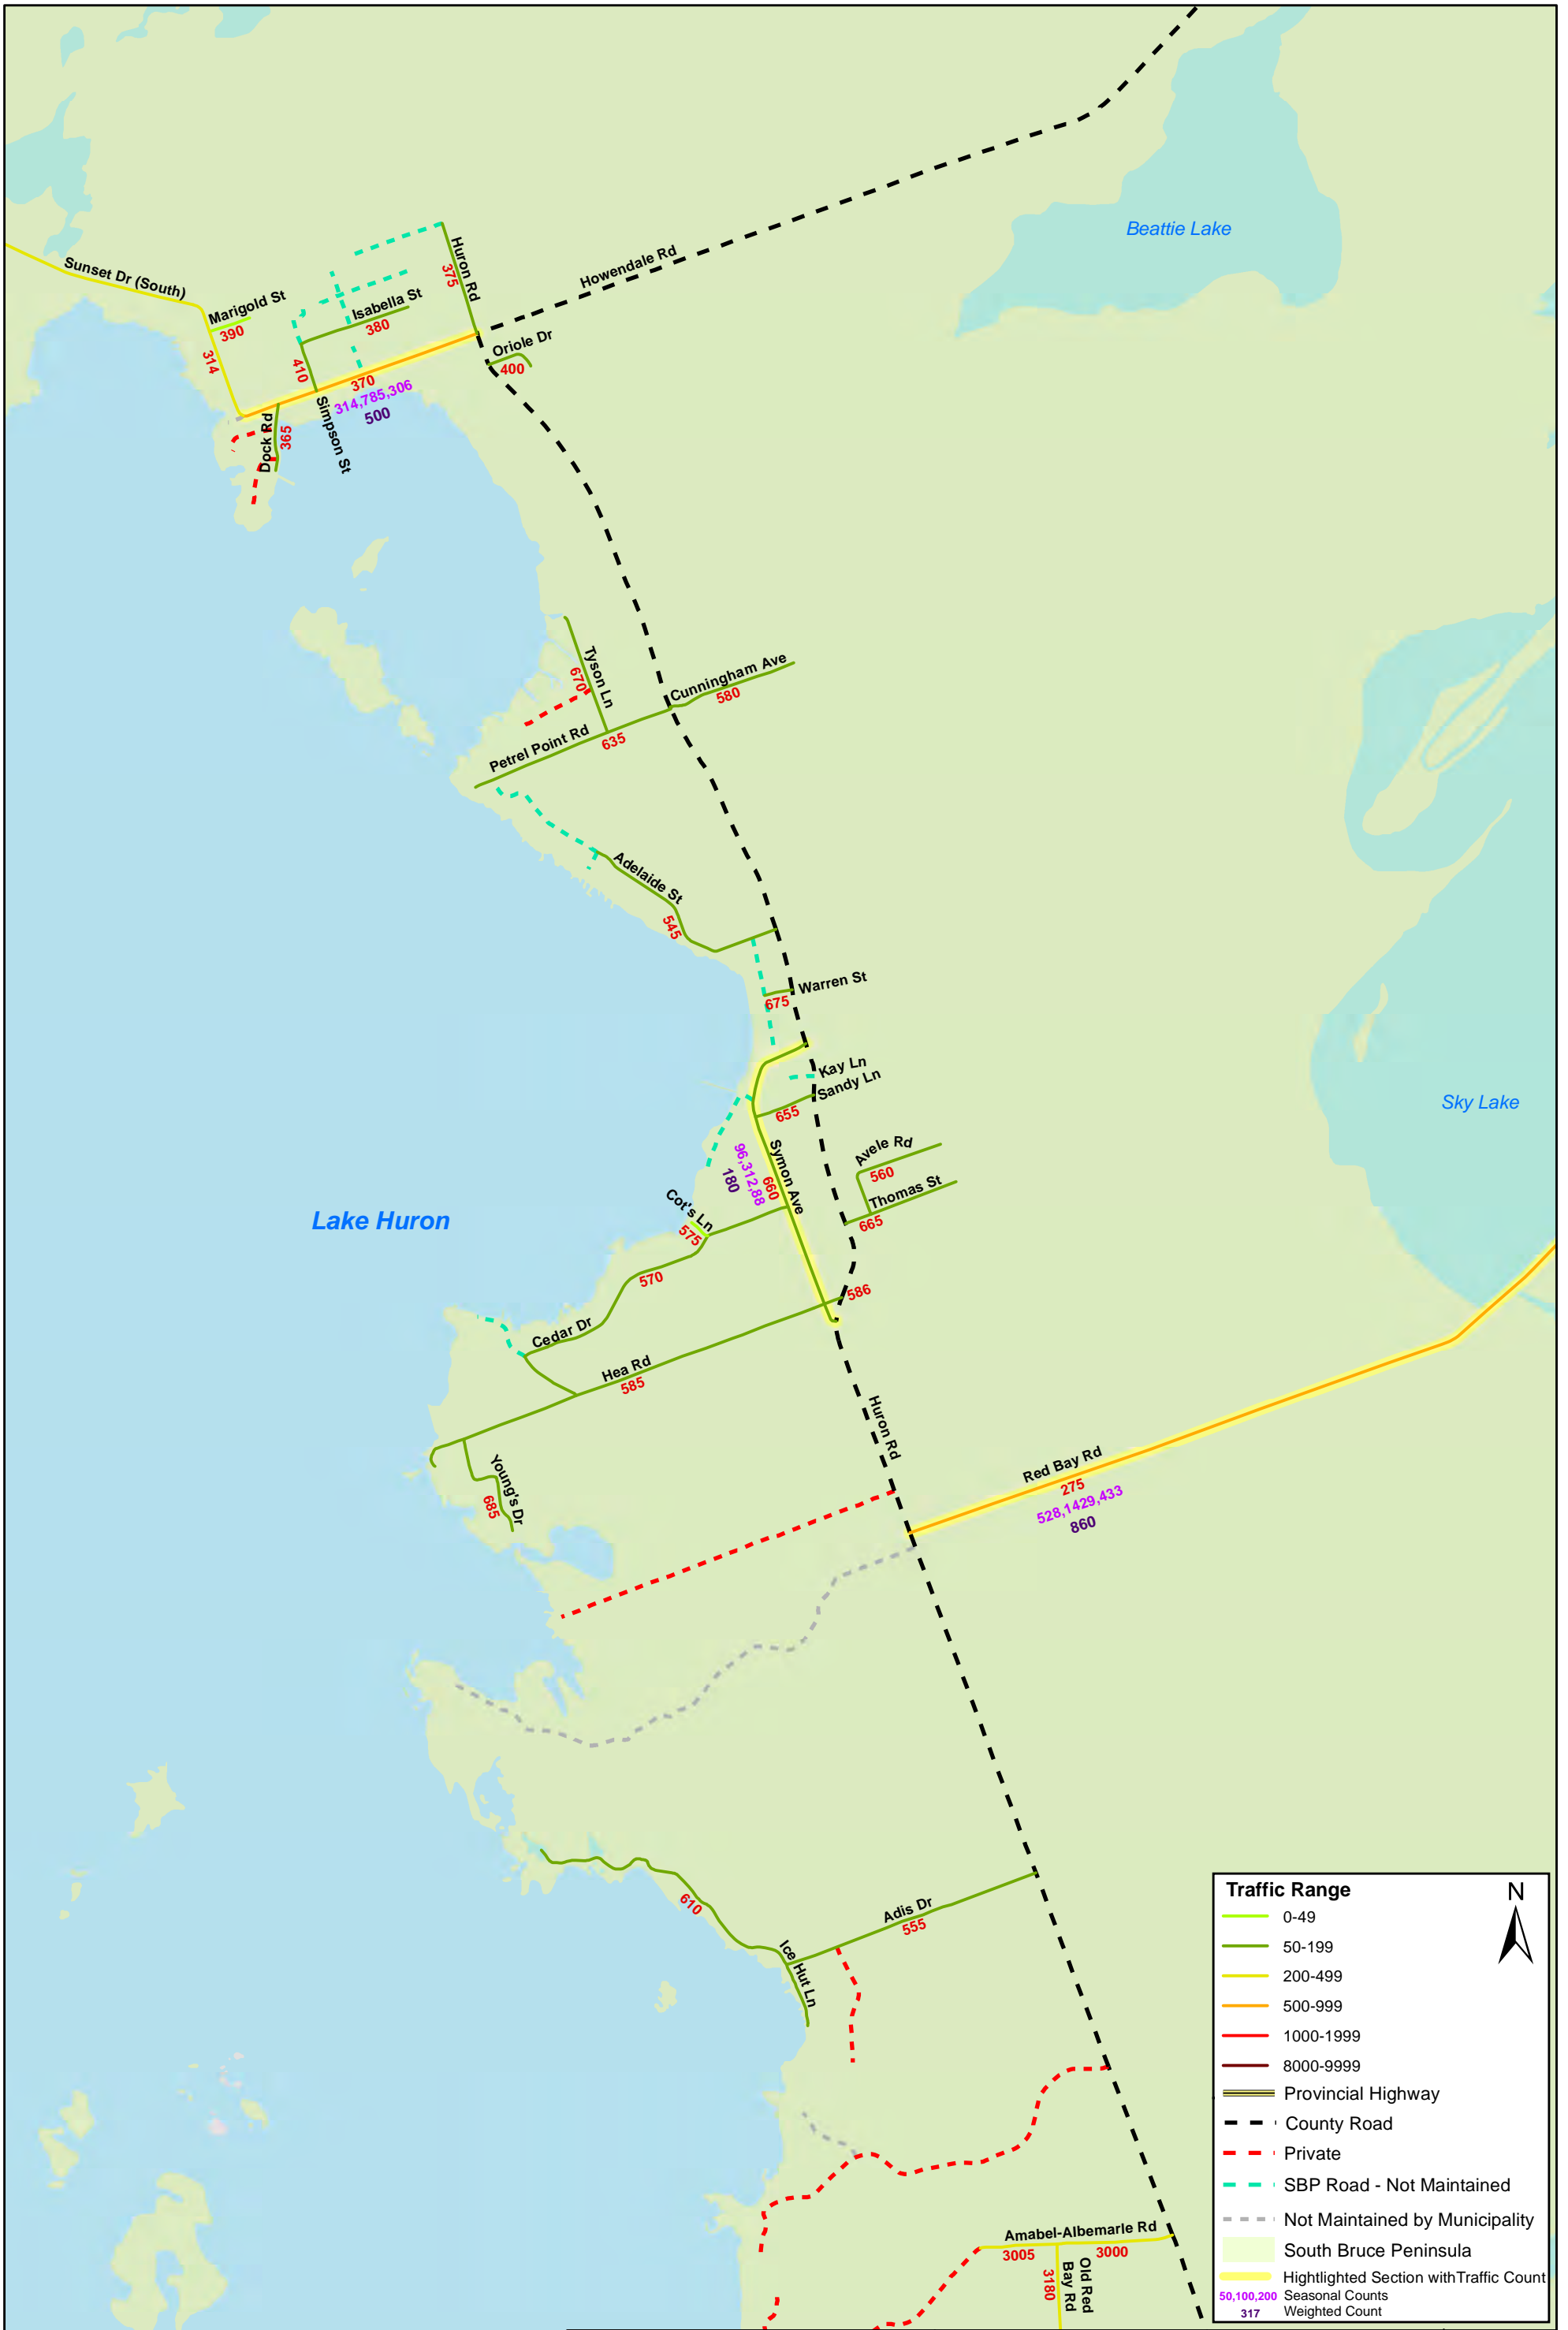 Beattie Lake
Howendale Rd
Huron Rd
375
Sunset Dr (South)
Marigold St
390
314
Isabella St
380
410
Oriole Dr
400
370
314,785,306
500
Simpson St
Dock Rd
365
Tyson Ln
670
Cunningham Ave
580
Petrel Point Rd
635
Adelaide St
545
Warren St
675
Kay Ln
Sandy Ln
655
Sky Lake
Symon Ave
660
96,312,88
180
Avele Rd
560
Thomas St
665
Cot's Ln
575
Lake Huron
570
586
Cedar Dr
Hea Rd
585
Huron Rd
Young's Dr
685
Red Bay Rd
275
528,1429,433
860
610
Adis Dr
555
Ice Hut Ln
Amabel-Albemarle Rd
3005
3000
3180
Old Red
Bay Rd
Traffic Range
N
0-49
50-199
200-499
500-999
1000-1999
8000-9999
Provincial Highway
County Road
Private
SBP Road - Not Maintained
Not Maintained by Municipality
South Bruce Peninsula
Hightlighted Section withTraffic Count
50,100,200 Seasonal Counts
317 Weighted Count